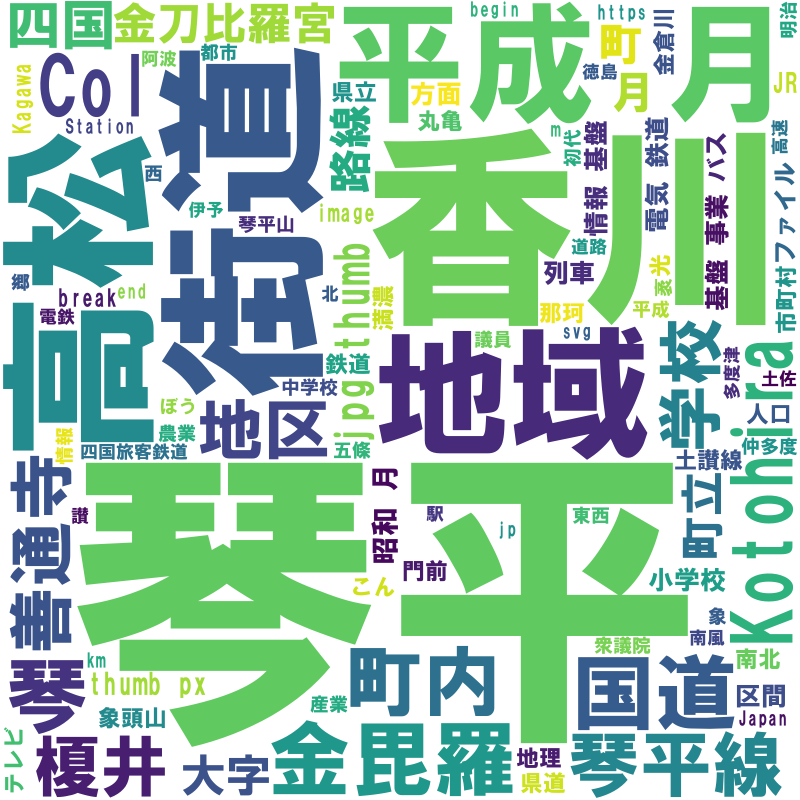 四国
金刀比羅宮
平成 月
begin
https
町
月
金倉川
明治
Kagawa
Col
Station
阿波
都市
街道
県立
方面
丸亀
徳島
JR
高松
西
伊予
琴平山
image
路線
香川
m
初代
情報 基盤
電気 鉄道
基盤 事業 バス
高速
市町村
ファイル
道路
列車
光
郷
break
end
電鉄
北
jpg thumb
満濃
那珂
svg
平成
議員
地域
学校
多度津
土佐
Kotohira
人口
仲多度
鉄道
中学校
ぼう
農業
情報
四国旅客鉄道
地区
五條
土讃線
善通寺
讃
琴平
昭和 月
駅
jp
東西
町立
門前
こん
小学校
象
南風
衆議院
南北
琴
km
thumb px
象頭山
町内
産業
国道
区間
Japan
テレビ
榎井
大字
金毘羅
地理
県道
琴平線